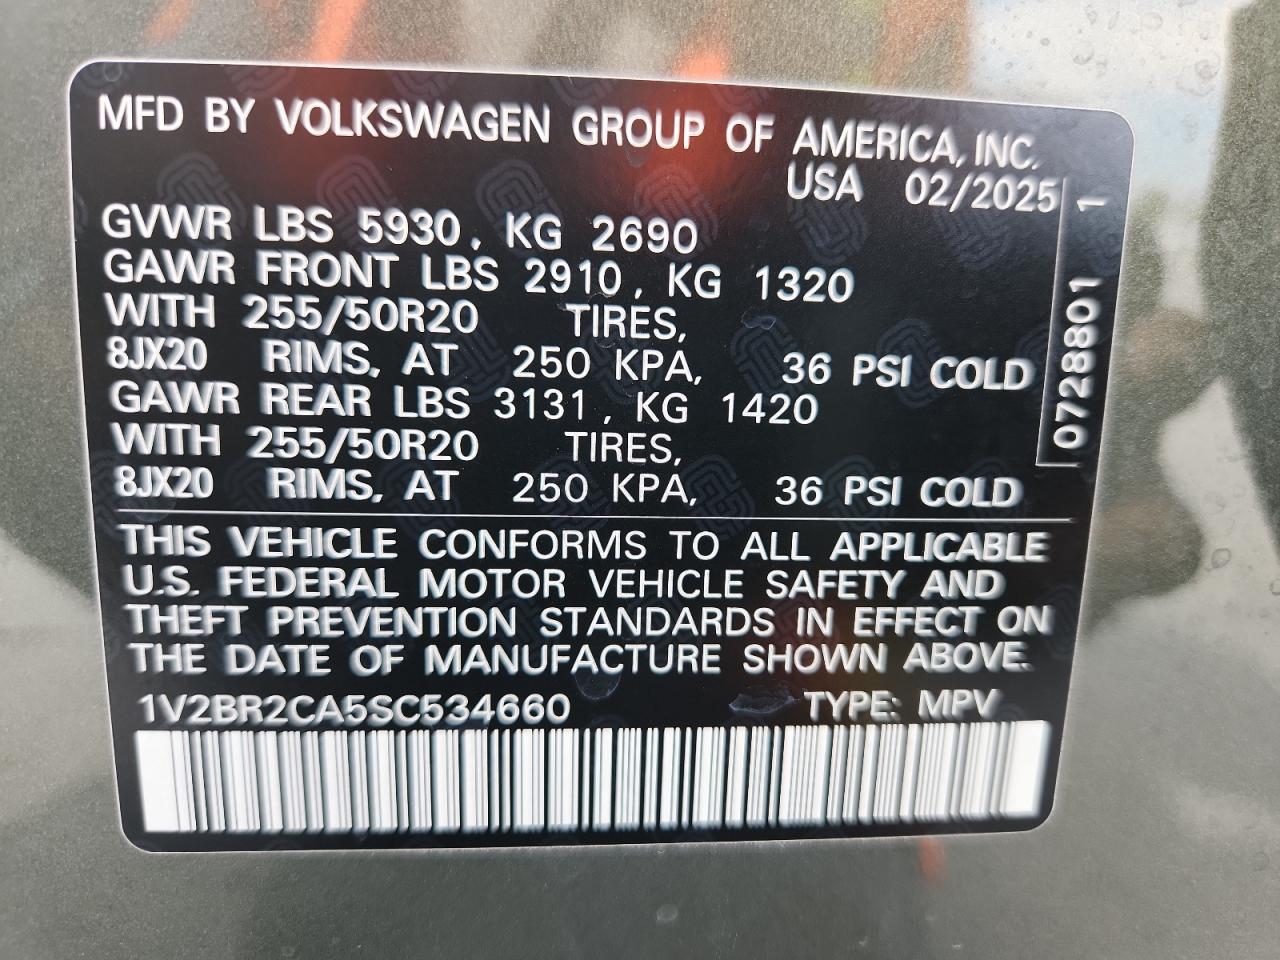 MFD BY VOLKSWAGEN GROUP OF AMERICA, INC.
USA 02/2025
GVWR LBS 5930, KG 2690
GAWR FRONT LBS 2910, KG 1320
WITH 255/50R20 TIRES,
8JX20 RIMS, AT 250 KPA, 36 PSI COLD
GAWR REAR LBS 3131, KG 1420
WITH 255/50R20 TIRES,
8JX20 RIMS, AT 250 KPA, 36 PSI COLD
0728801 1
THIS VEHICLE CONFORMS TO ALL APPLICABLE
U.S. FEDERAL MOTOR VEHICLE SAFETY AND
THEFT PREVENTION STANDARDS IN EFFECT ON
THE DATE OF MANUFACTURE SHOWN ABOVE.
1V2BR2CA5SC534660 TYPE: MPV